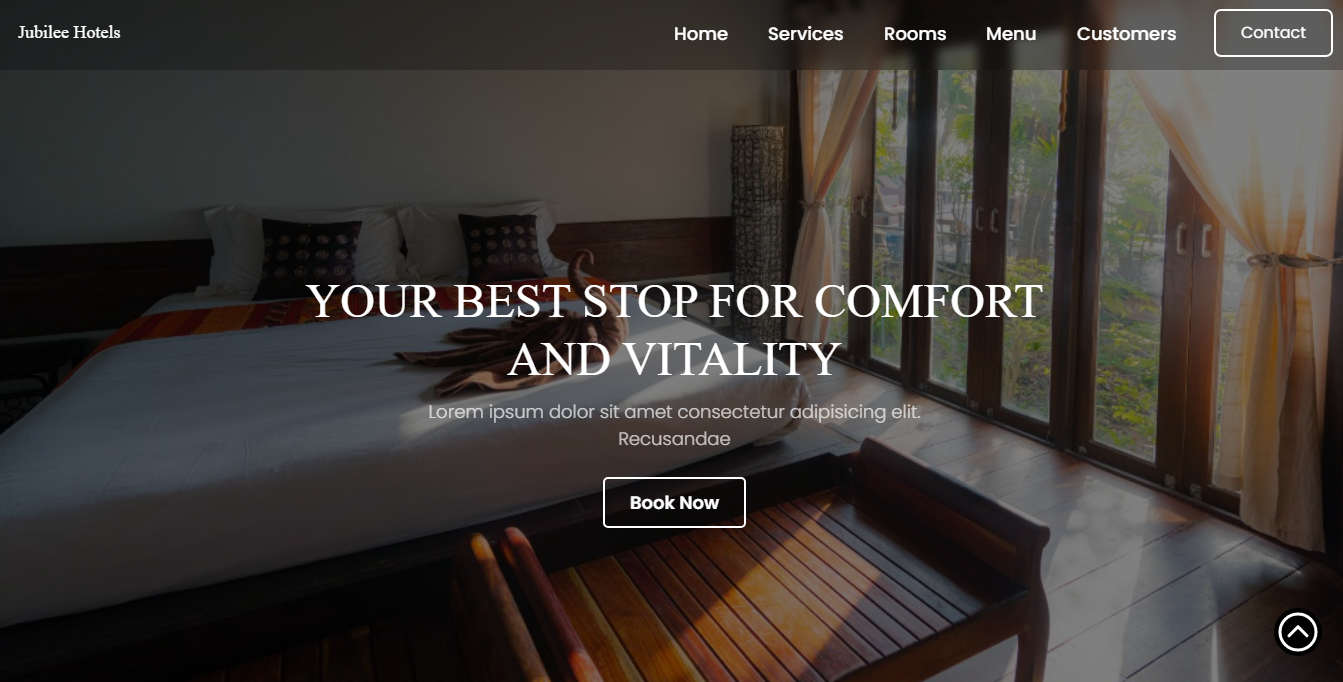 Jubilee Hotels
Home Services Rooms Menu Customers Contact
YOUR BEST STOP FOR COMFORT
AND VITALITY
Lorem ipsum dolor sit amet consectetur adipisicing elit.
Recusandae
Book Now